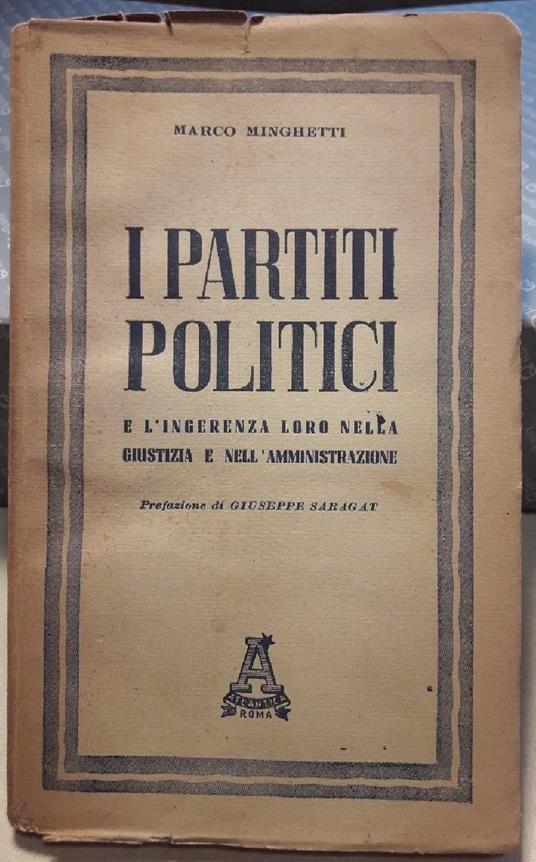 MARCO MINGHETTI
I PARTITI
POLITICI
E L'INGERENZA LORO NELLA
GIUSTIZIA E NELL'AMMINISTRAZIONE
Prefazione di GIUSEPPE SARAGAT
A
ATLANTICA
ROMA